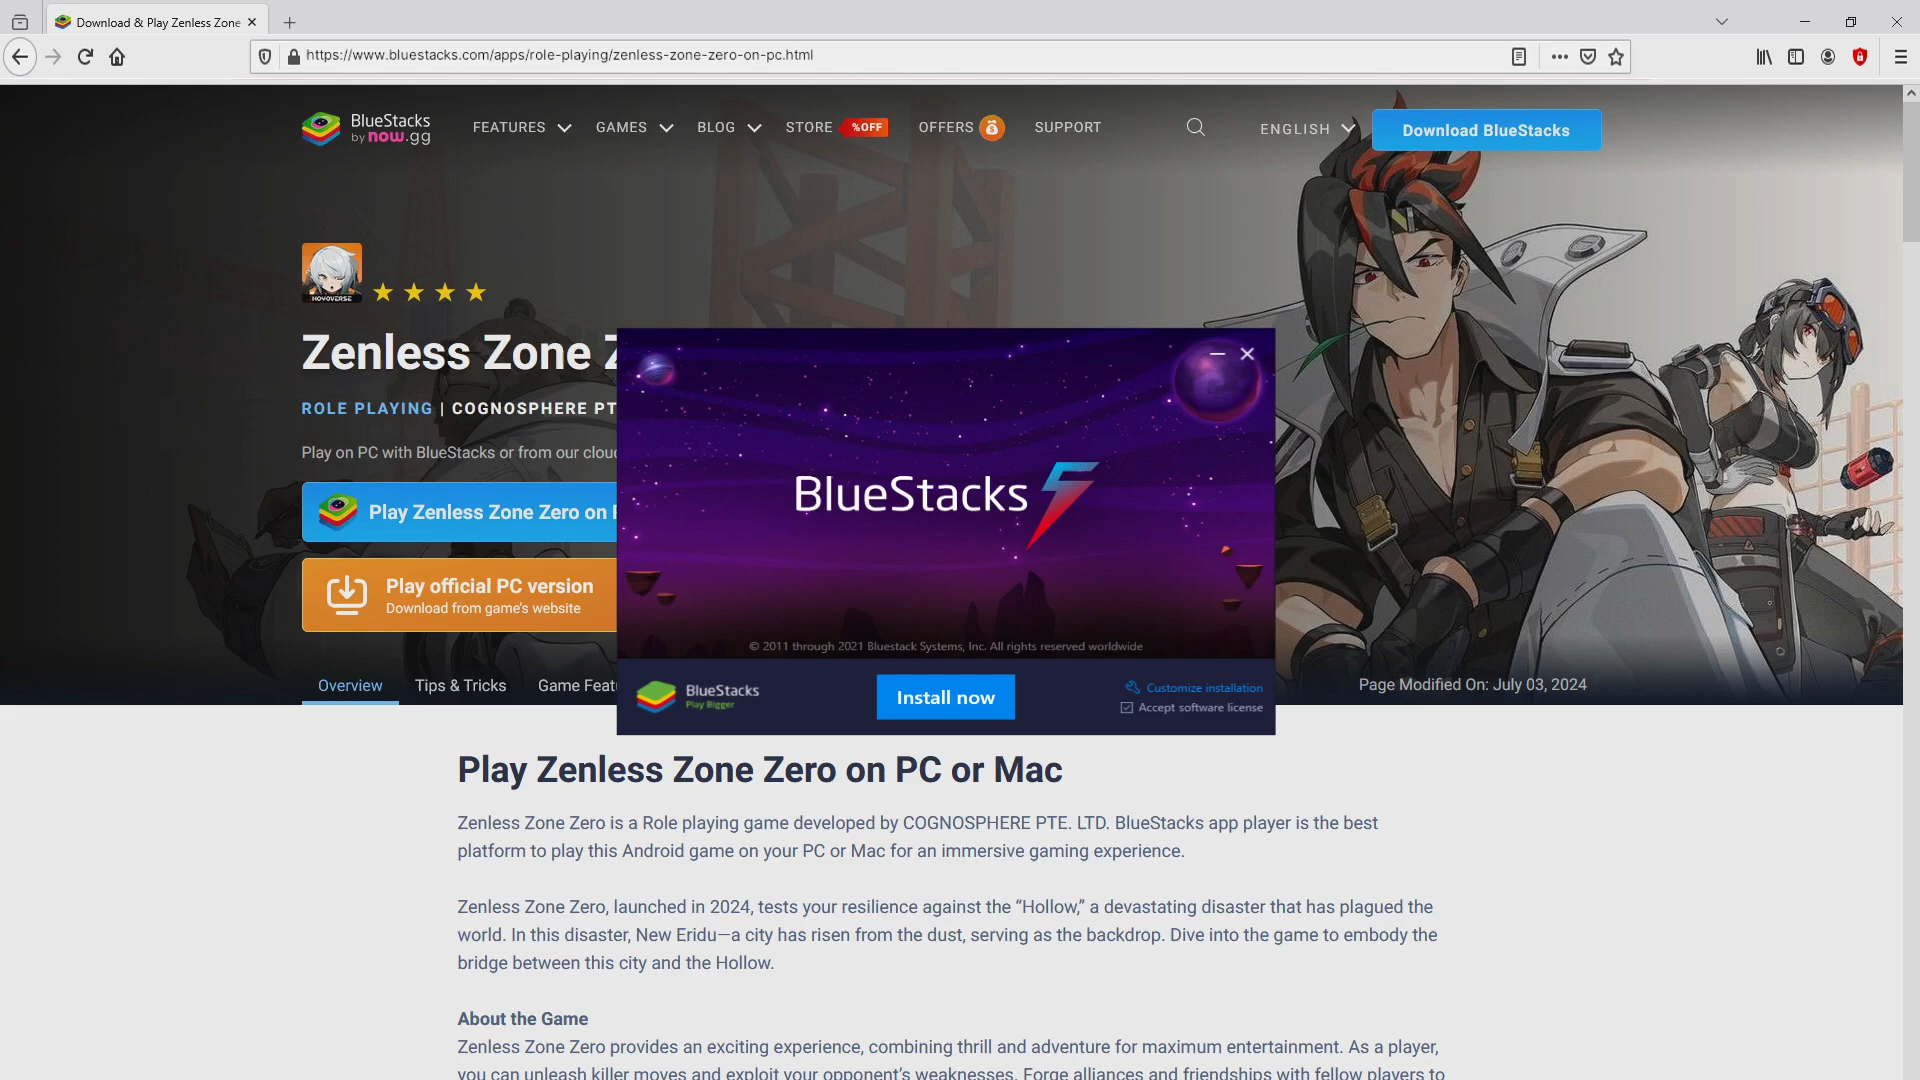 Download & Play Zenless Zone
https://www.bluestacks.com/apps/role-playing/zenless-zone-zero-on-pc.html
BlueStacks
by now.gg
FEATURES
GAMES
BLOG
STORE
%OFF
OFFERS
SUPPORT
ENGLISH
Download BlueStacks
HOYOVERSE
Zenless Zone
ROLE PLAYING | COGNOSPHERE PT
Play on PC with BlueStacks or from our clou
Play Zenless Zone Zero on
Play official PC version
Download from game's website
Overview
Tips & Tricks
Game Feat
Page Modified On: July 03, 2024
BlueStacks 5
© 2011 through 2021 Bluestack Systems, Inc. All rights reserved worldwide
BlueStacks
Play Bigger
Install now
Customize installation
Accept software license
Play Zenless Zone Zero on PC or Mac
Zenless Zone Zero is a Role playing game developed by COGNOSPHERE PTE. LTD. BlueStacks app player is the best
platform to play this Android game on your PC or Mac for an immersive gaming experience.
Zenless Zone Zero, launched in 2024, tests your resilience against the “Hollow,” a devastating disaster that has plagued the
world. In this disaster, New Eridu—a city has risen from the dust, serving as the backdrop. Dive into the game to embody the
bridge between this city and the Hollow.
About the Game
Zenless Zone Zero provides an exciting experience, combining thrill and adventure for maximum entertainment. As a player,
you can unleash killer moves and exploit your opponent’s weaknesses. Forge alliances and friendships with fellow players to